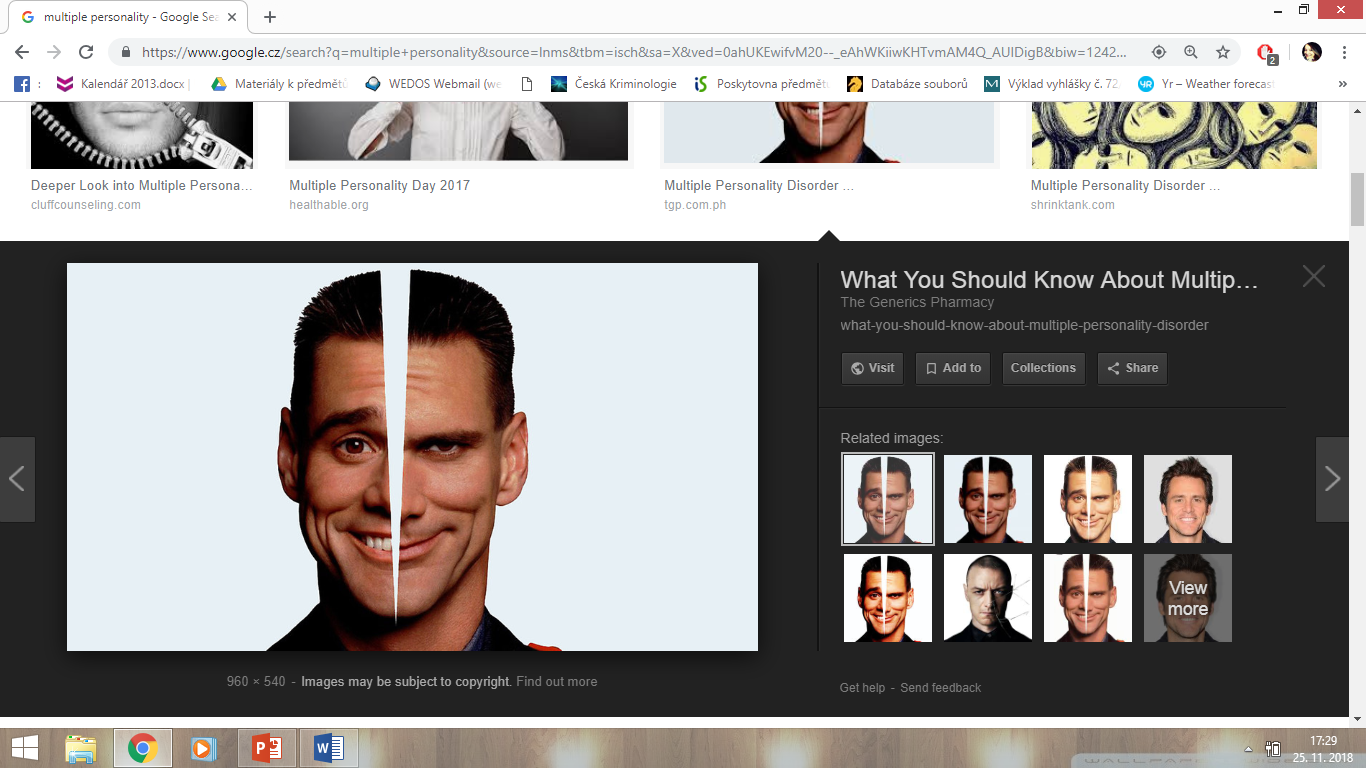 multiple personality - Google Sea
https://www.google.cz/search?q=multiple+personality&source=lnms&tbm=isch&sa=X&ved=0ahUKEwifvM20--_eAhWKiiwKHTvmAM4Q_AUIDigB&biw=1242...
2
Kalendář 2013.docx
Materiály k předmětů
WEDOS Webmail (we
Česká Kriminologie
Poskytovna předmětu
Databáze souborů
Výklad vyhlášky č. 72
Yr – Weather forecast
Deeper Look into Multiple Persona…
Multiple Personality Day 2017
Multiple Personality Disorder ...
Multiple Personality Disorder ...
cluffcounseling.com
healthable.org
tgp.com.ph
shrinktank.com
What You Should Know About Multip…
The Generics Pharmacy
what-you-should-know-about-multiple-personality-disorder
Visit
Add to
Collections
Share
Related images:
View
more
960 × 540 - Images may be subject to copyright. Find out more
Get help - Send feedback
17:29
25. 11. 2018